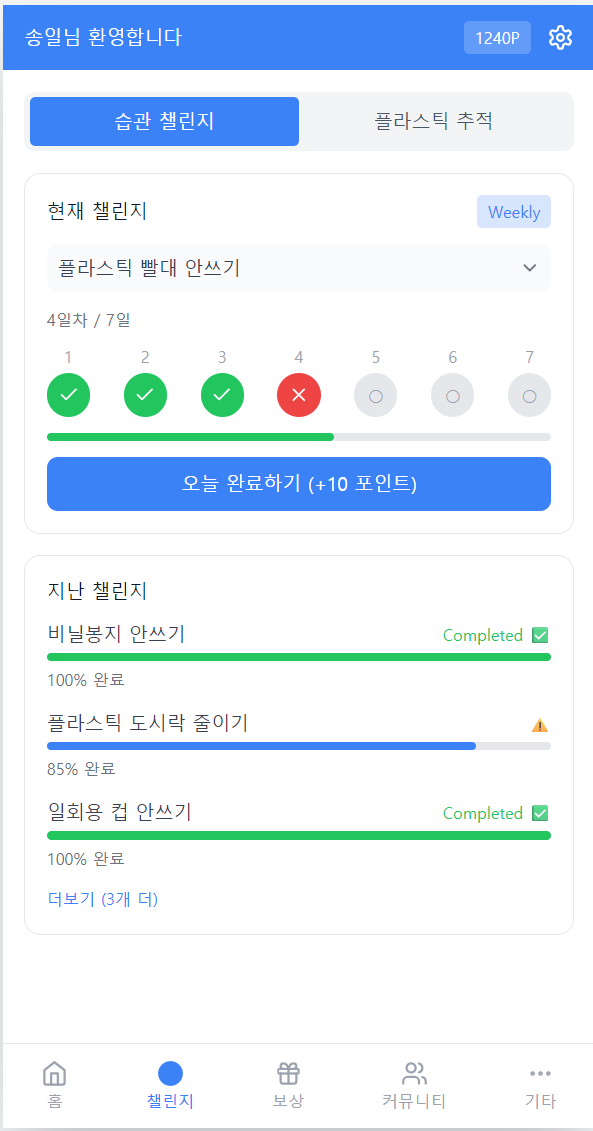 송일님 환영합니다 1240P
습관 챌린지 플라스틱 추적
현재 챌린지 Weekly
플라스틱 빨대 안쓰기
4일차 / 7일
1 2 3 4 5 6 7
오늘 완료하기 (+10 포인트)
지난 챌린지
비닐봉지 안쓰기 Completed ✅
100% 완료
플라스틱 도시락 줄이기 ⚠️
85% 완료
일회용 컵 안쓰기 Completed ✅
100% 완료
더보기 (3개 더)
홈 챌린지 보상 커뮤니티 기타